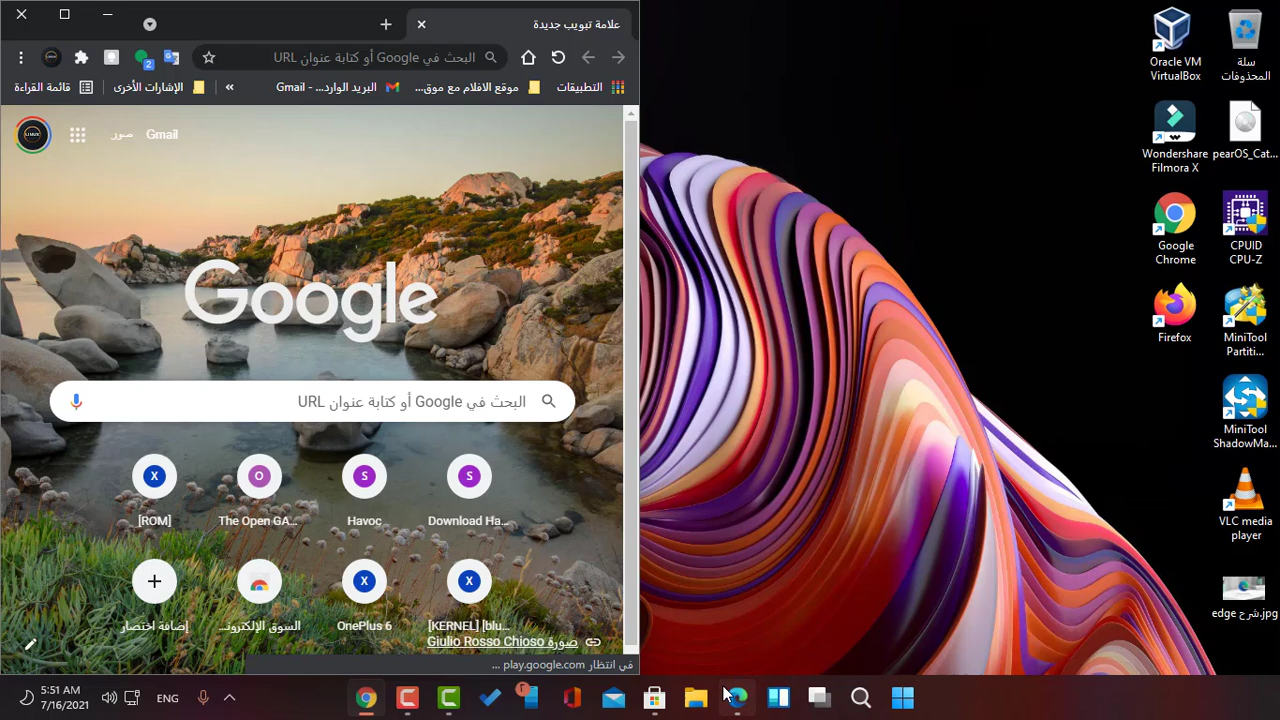 علامة تبويب جديدة
البحث في Google أو كتابة عنوان URL
2
التطبيقات
موقع الافلام مع موق...
البريد الوارد... - Gmail
»
الإشارات الأخرى
قائمة القراءة
Gmail
صور
Google
البحث في Google أو كتابة عنوان URL
X
O
S
S
[ROM]
The Open GA...
Havoc
Download Ha...
X
X
إضافة اختصار
السوق الإلكترونـ...
OnePlus 6
[KERNEL] [blu...
صورة Giulio Rosso Chioso
في انتظار play.google.com ...
Oracle VM
VirtualBox
سلة
المحذوفات
Wondershare
Filmora X
pearOS_Cat...
Google
Chrome
CPUID
CPU-Z
Firefox
MiniTool
Partiti...
MiniTool
ShadowMa...
VLC media
player
شرح edge.jpg
5:51 AM
7/16/2021
ENG
٢